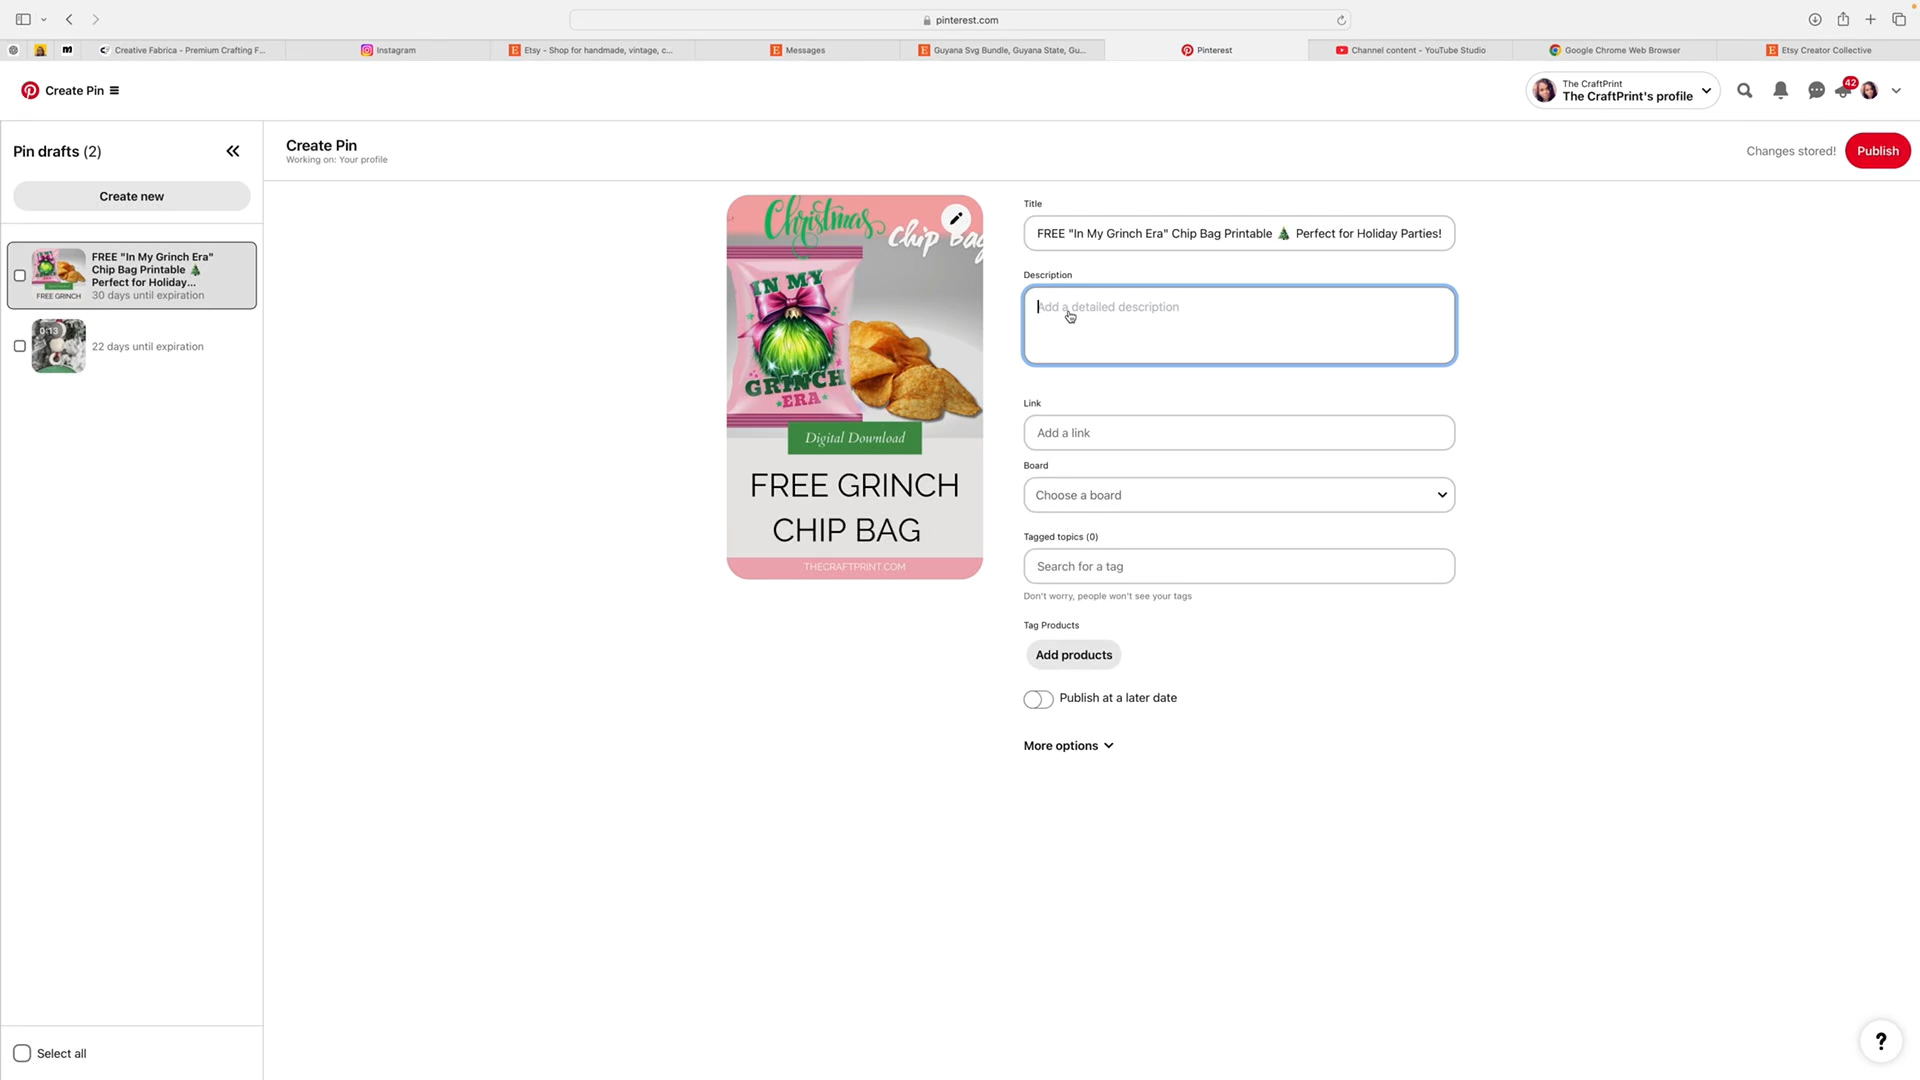 pinterest.com
Creative Fabrica - Premium Crafting F...
Instagram
Etsy - Shop for handmade, vintage, c...
Messages
Guyana Svg Bundle, Guyana State, Gu...
Pinterest
Channel content - YouTube Studio
Google Chrome Web Browser
Etsy Creator Collective
Create Pin
The CraftPrint
The CraftPrint's profile
42
Pin drafts (2)
Create new
FREE "In My Grinch Era"
Chip Bag Printable 🎄
Perfect for Holiday...
30 days until expiration
FREE GRINCH
0:13
22 days until expiration
Select all
Create Pin
Working on: Your profile
Changes stored!
Publish
Christmas
Chip Bag
IN MY
GRINCH
ERA
Digital Download
FREE GRINCH
CHIP BAG
THECRAFTPRINT.COM
Title
FREE "In My Grinch Era" Chip Bag Printable 🎄 Perfect for Holiday Parties!
Description
Add a detailed description
Link
Add a link
Board
Choose a board
Tagged topics (0)
Search for a tag
Don't worry, people won't see your tags
Tag Products
Add products
Publish at a later date
More options
?